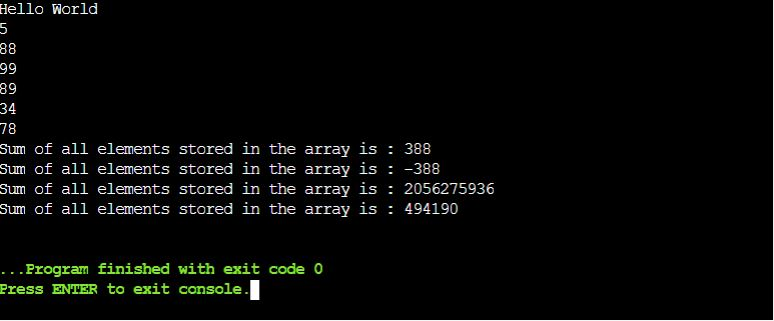 Hello World
5
88
99
89
34
78
Sum of all elements stored in the array is : 388
Sum of all elements stored in the array is : -388
Sum of all elements stored in the array is : 2056275936
Sum of all elements stored in the array is : 494190
...Program finished with exit code 0
Press ENTER to exit console.